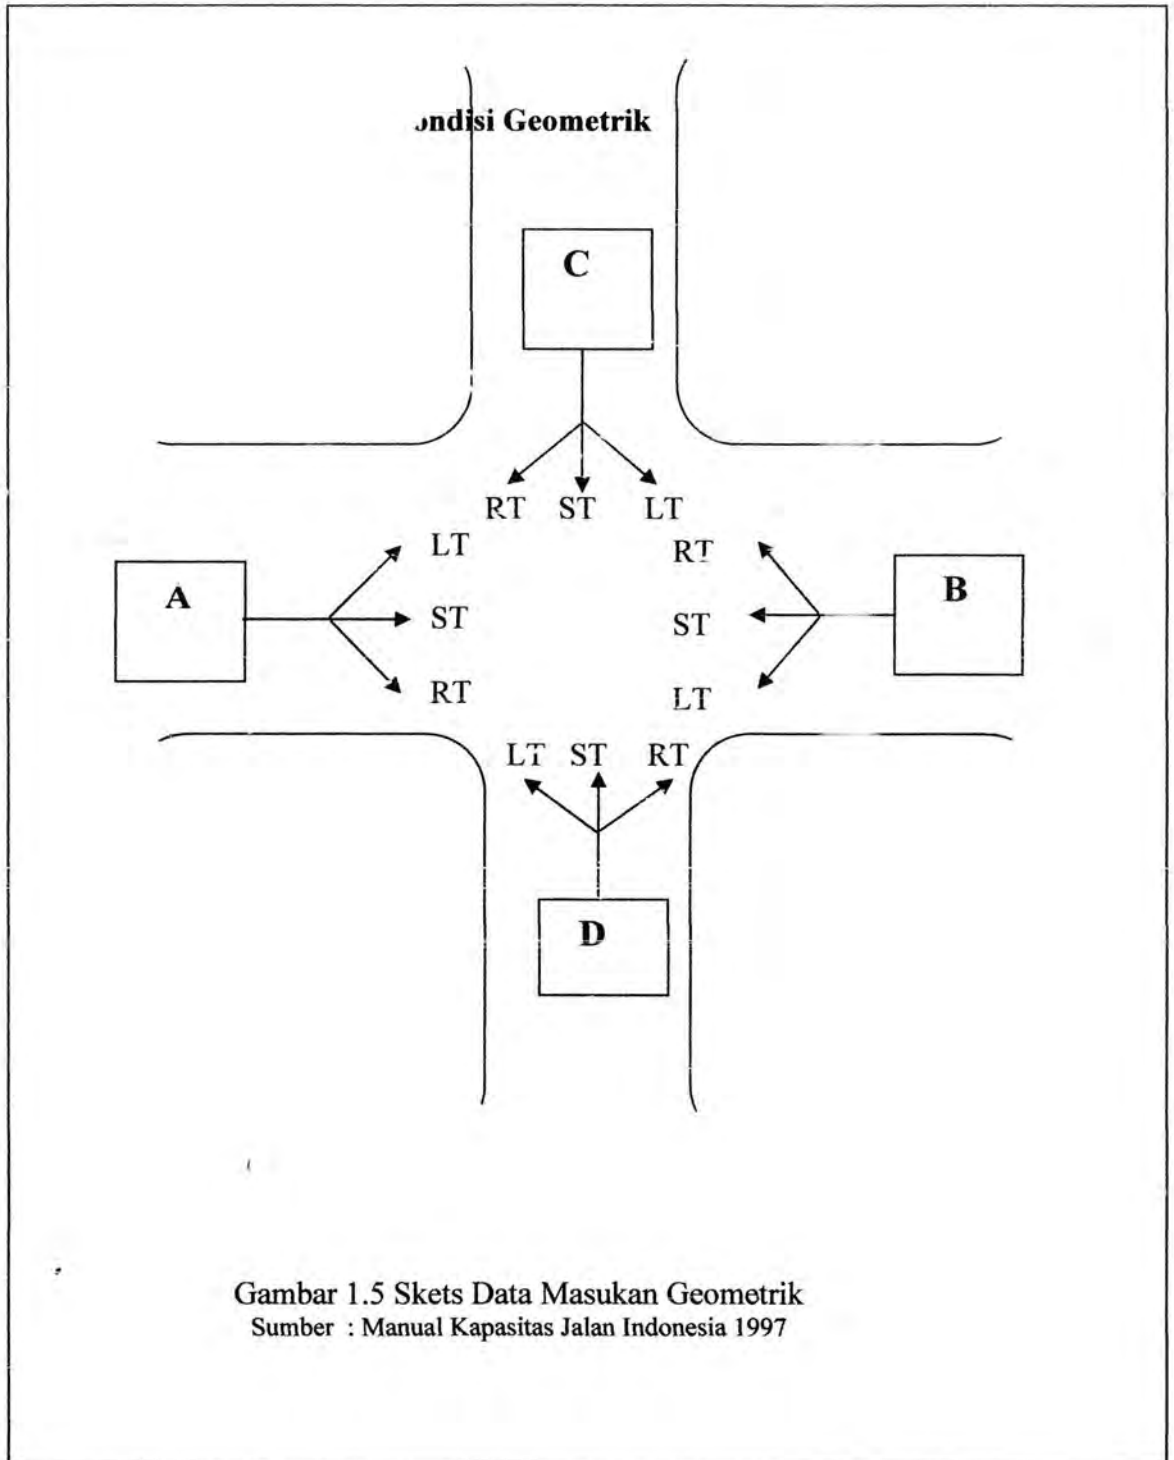 Geometrik
C
RT ST LT
LT RT
A B
ST ST
RT LT
LT ST RT
D
Gambar 1.5 Skets Data Masukan Geometrik
Sumber : Manual Kapasitas Jalan Indonesia 1997